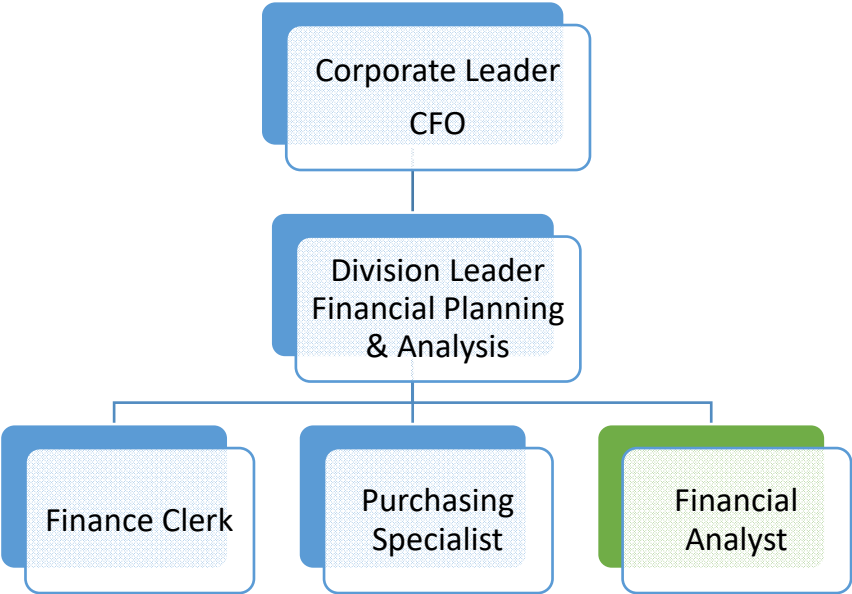 Corporate Leader
CFO
Division Leader
Financial Planning
& Analysis
Finance Clerk
Purchasing
Specialist
Financial
Analyst